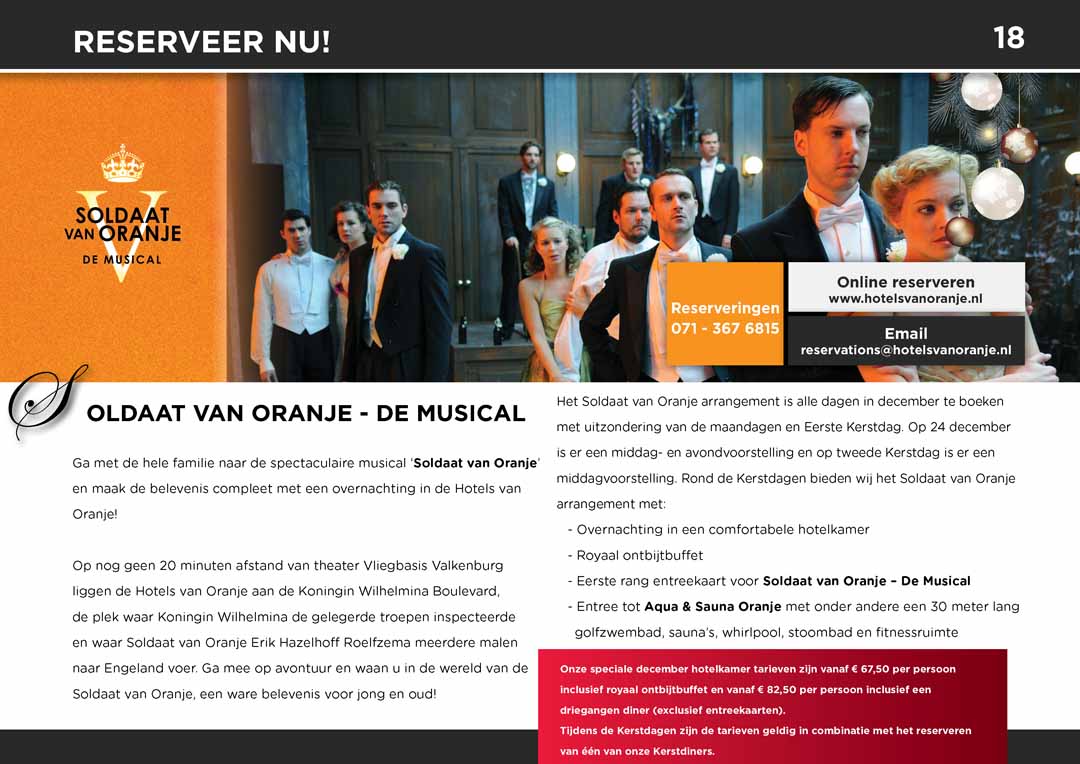 RESERVEER NU!
18
V
SOLDAAT
VAN ORANJE
DE MUSICAL
Reserveringen
071 - 367 6815
Online reserveren
www.hotelsvanoranje.nl
Email
reservations@hotelsvanoranje.nl
SOLDAAT VAN ORANJE - DE MUSICAL
Ga met de hele familie naar de spectaculaire musical ‘Soldaat van Oranje’
en maak de belevenis compleet met een overnachting in de Hotels van
Oranje!
Op nog geen 20 minuten afstand van theater Vliegbasis Valkenburg
liggen de Hotels van Oranje aan de Koningin Wilhelmina Boulevard,
de plek waar Koningin Wilhelmina de gelegerde troepen inspecteerde
en waar Soldaat van Oranje Erik Hazelhoff Roelfzema meerdere malen
naar Engeland voer. Ga mee op avontuur en waan u in de wereld van de
Soldaat van Oranje, een ware belevenis voor jong en oud!
Het Soldaat van Oranje arrangement is alle dagen in december te boeken
met uitzondering van de maandagen en Eerste Kerstdag. Op 24 december
is er een middag- en avondvoorstelling en op tweede Kerstdag is er een
middagvoorstelling. Rond de Kerstdagen bieden wij het Soldaat van Oranje
arrangement met:
- Overnachting in een comfortabele hotelkamer
- Royaal ontbijtbuffet
- Eerste rang entreekaart voor Soldaat van Oranje – De Musical
- Entree tot Aqua & Sauna Oranje met onder andere een 30 meter lang
golfzwembad, sauna’s, whirlpool, stoombad en fitnessruimte
Onze speciale december hotelkamer tarieven zijn vanaf € 67,50 per persoon
inclusief royaal ontbijtbuffet en vanaf € 82,50 per persoon inclusief een
driegangen diner (exclusief entreekaarten).
Tijdens de Kerstdagen zijn de tarieven geldig in combinatie met het reserveren
van één van onze Kerstdiners.